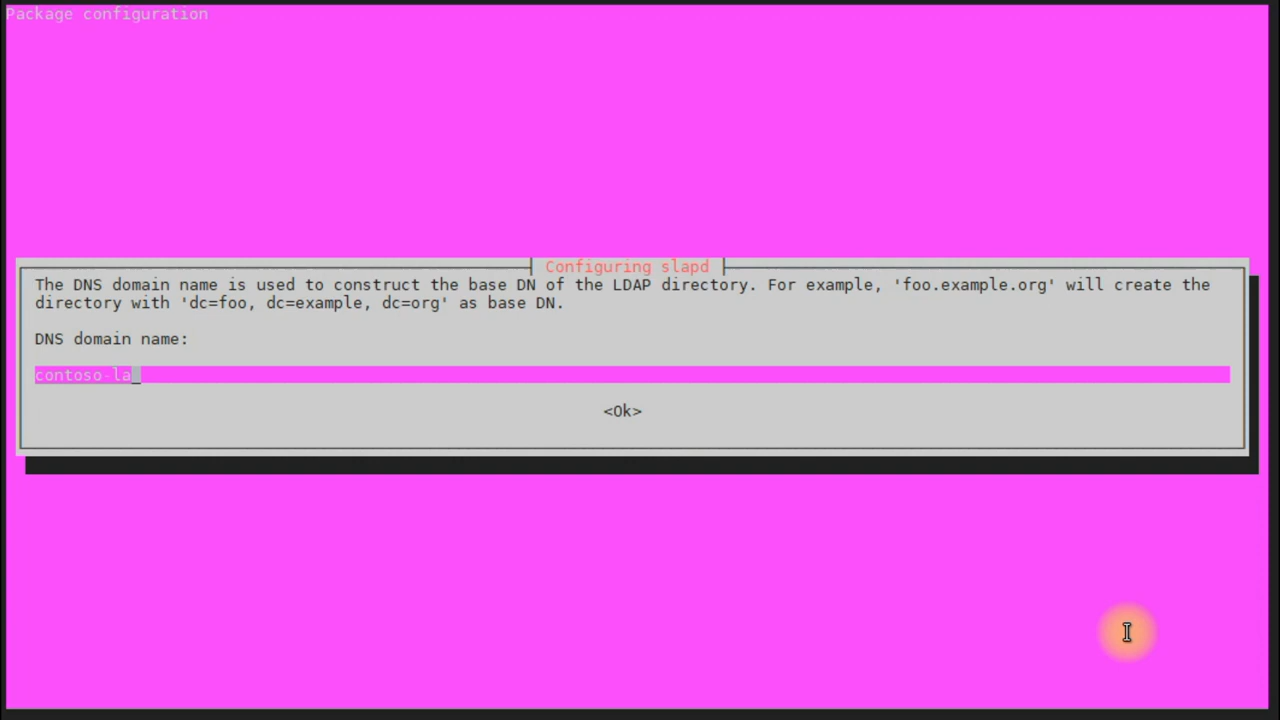 Package configuration
Configuring slapd
The DNS domain name is used to construct the base DN of the LDAP directory. For example, 'foo.example.org' will create the
directory with 'dc=foo, dc=example, dc=org' as base DN.
DNS domain name:
contoso-la_
<Ok>